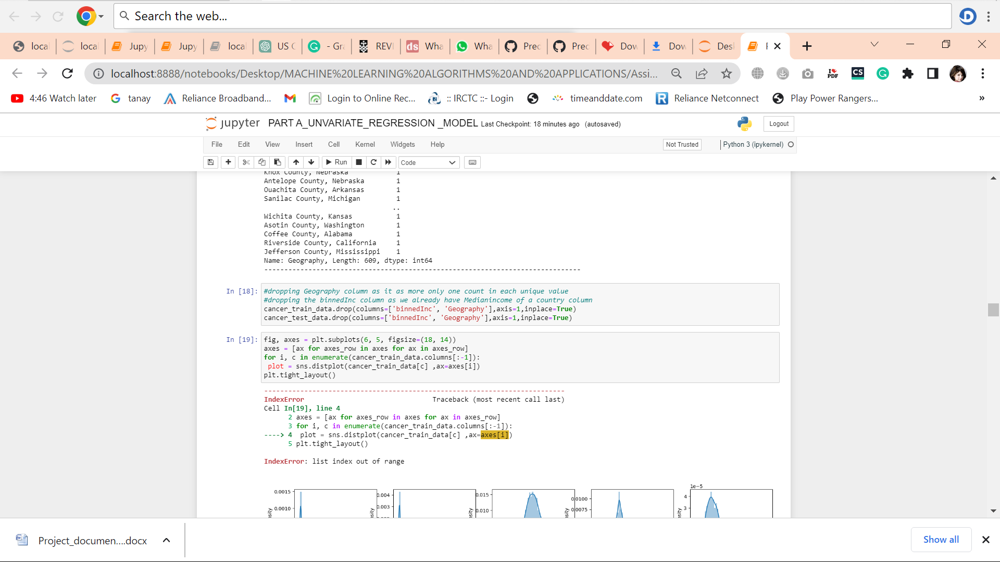 Search the web...
local
local
Jupy
Jupy
local
US C
- Gra
REVI
ds Wha
Wha
Prec
Prec
Dow
Dow
Des
localhost:8888/notebooks/Desktop/MACHINE%20LEARNING%20ALGORITHMS%20AND%20APPLICATIONS/Assi...
4:46 Watch later
tanay
Reliance Broadband...
Login to Online Rec...
:: IRCTC ::- Login
timeanddate.com
Reliance Netconnect
Play Power Rangers...
»
jupyter PART A_UNVARIATE_REGRESSION _MODEL Last Checkpoint: 18 minutes ago (autosaved)
Logout
File Edit View Insert Cell Kernel Widgets Help
Not Trusted
Python 3 (ipykernel)
Run
Code
Knox County, Nebraska 1
Antelope County, Nebraska 1
Ouachita County, Arkansas 1
Sanilac County, Michigan 1
..
Wichita County, Kansas 1
Asotin County, Washington 1
Coffee County, Alabama 1
Riverside County, California 1
Jefferson County, Mississippi 1
Name: Geography, Length: 609, dtype: int64
-------------------------------------------------------------------------------
In [18]: #dropping Geography column as it as more only one count in each unique value
#dropping the binnedInc column as we already have Medianincome of a country column
cancer_train_data.drop(columns=['binnedInc', 'Geography'],axis=1,inplace=True)
cancer_test_data.drop(columns=['binnedInc', 'Geography'],axis=1,inplace=True)
In [19]: fig, axes = plt.subplots(6, 5, figsize=(18, 14))
axes = [ax for axes_row in axes for ax in axes_row]
for i, c in enumerate(cancer_train_data.columns[:-1]):
plot = sns.distplot(cancer_train_data[c] ,ax=axes[i])
plt.tight_layout()
---------------------------------------------------------------------------
IndexError Traceback (most recent call last)
Cell In[19], line 4
2 axes = [ax for axes_row in axes for ax in axes_row]
3 for i, c in enumerate(cancer_train_data.columns[:-1]):
----> 4 plot = sns.distplot(cancer_train_data[c] ,ax=axes[i])
5 plt.tight_layout()
IndexError: list index out of range
1e−5
0.0015
0.004
0.015
0.0100
4
0.0010
0.003
0.010
0.0075
3
Project_documen....docx
Show all